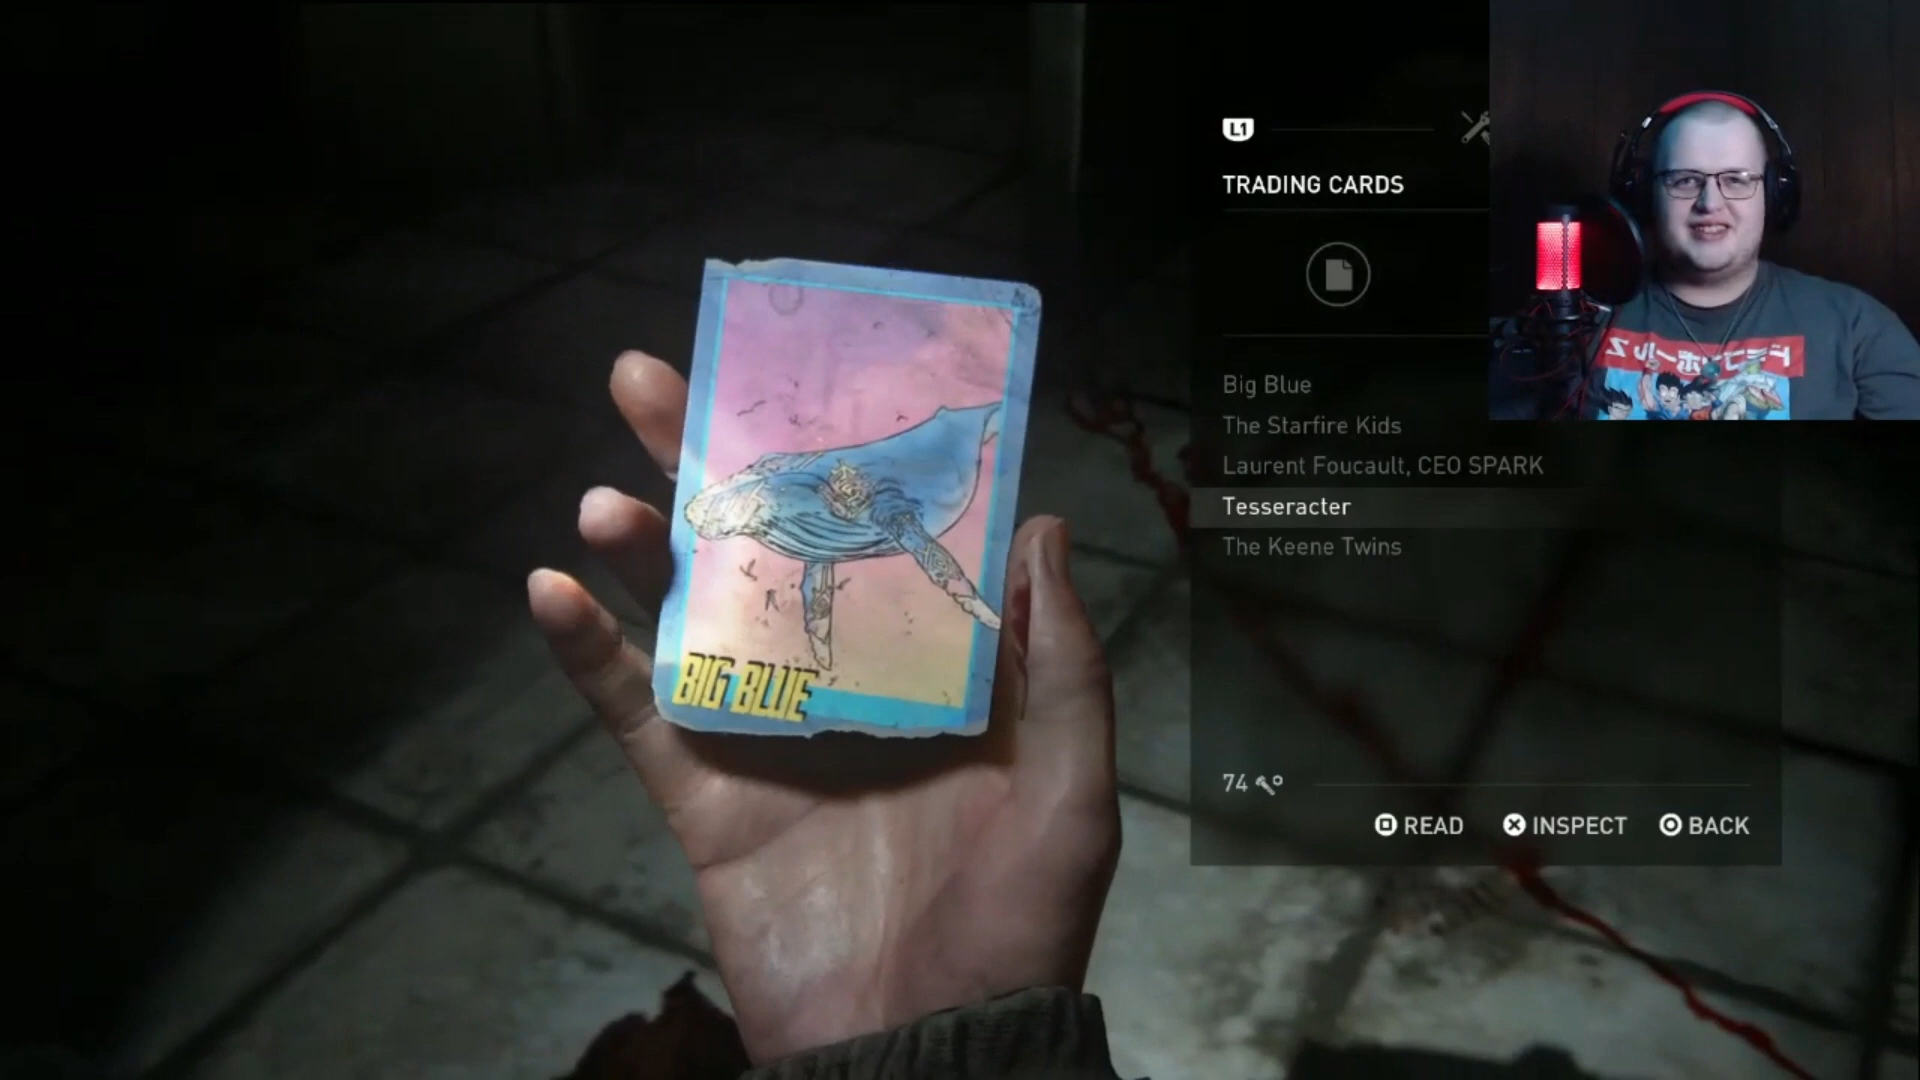 L1
TRADING CARDS
Big Blue
The Starfire Kids
Laurent Foucault, CEO SPARK
Tesseracter
The Keene Twins
74
READ
INSPECT
BACK
BIG BLUE